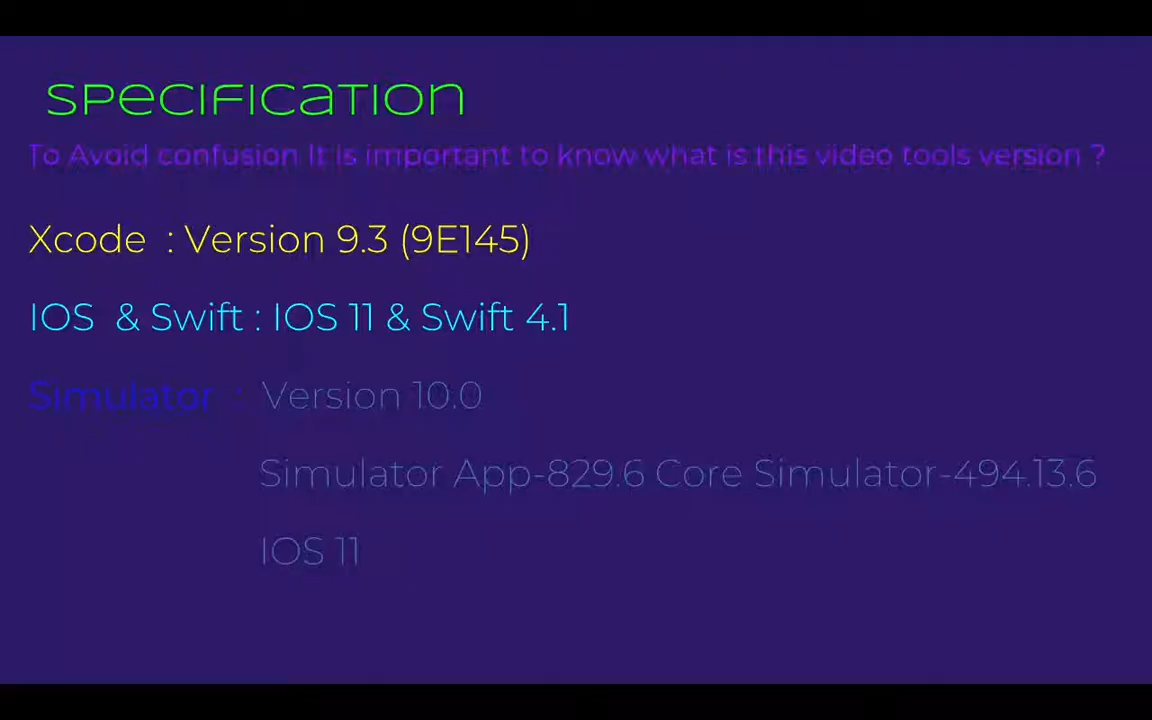 Specification
To Avoid confusion It is important to know what is this video tools version ?
Xcode : Version 9.3 (9E145)
IOS & Swift : IOS 11 & Swift 4.1
Simulator : Version 10.0
Simulator App-829.6 Core Simulator-494.13.6
IOS 11